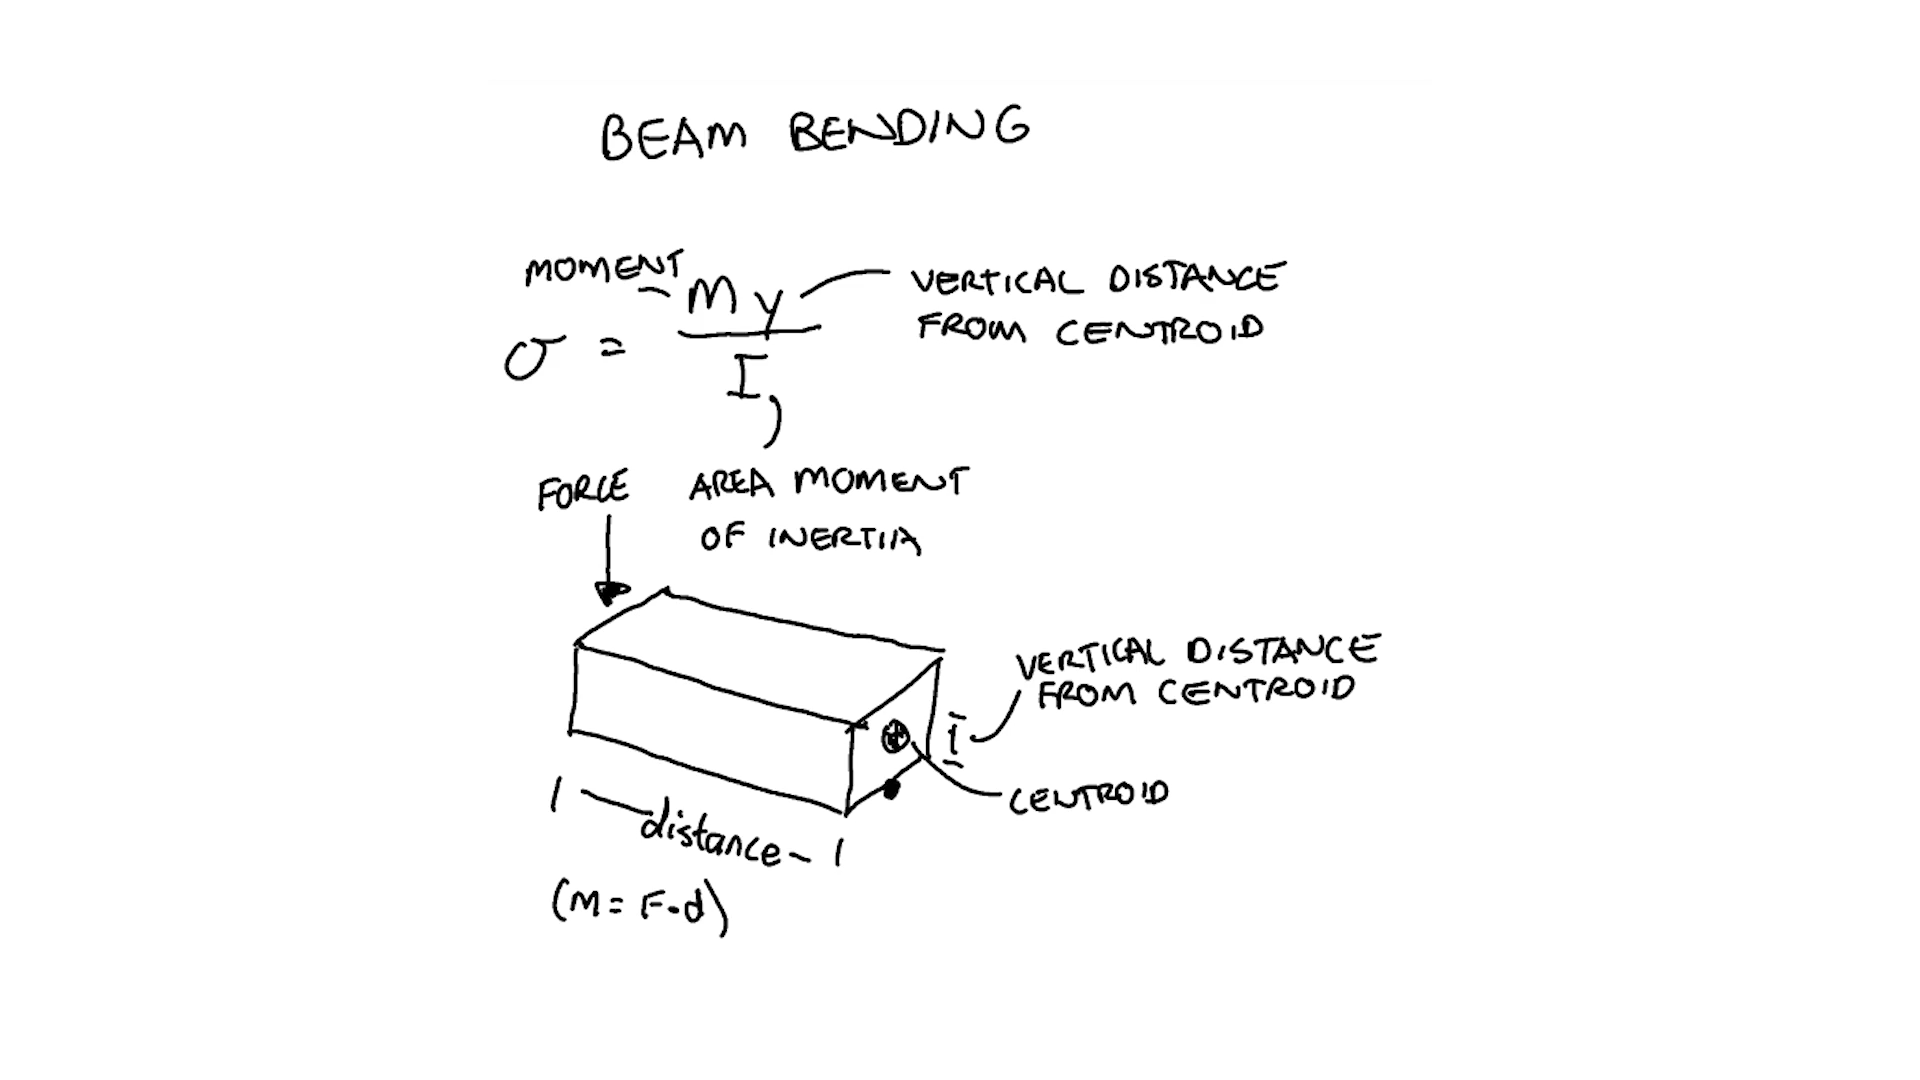 BEAM BENDING
MOMENT
σ = My / I
VERTICAL DISTANCE
FROM CENTROID
AREA MOMENT
OF INERTIA
FORCE
VERTICAL DISTANCE
FROM CENTROID
CENTROID
distance
(M = F·d)